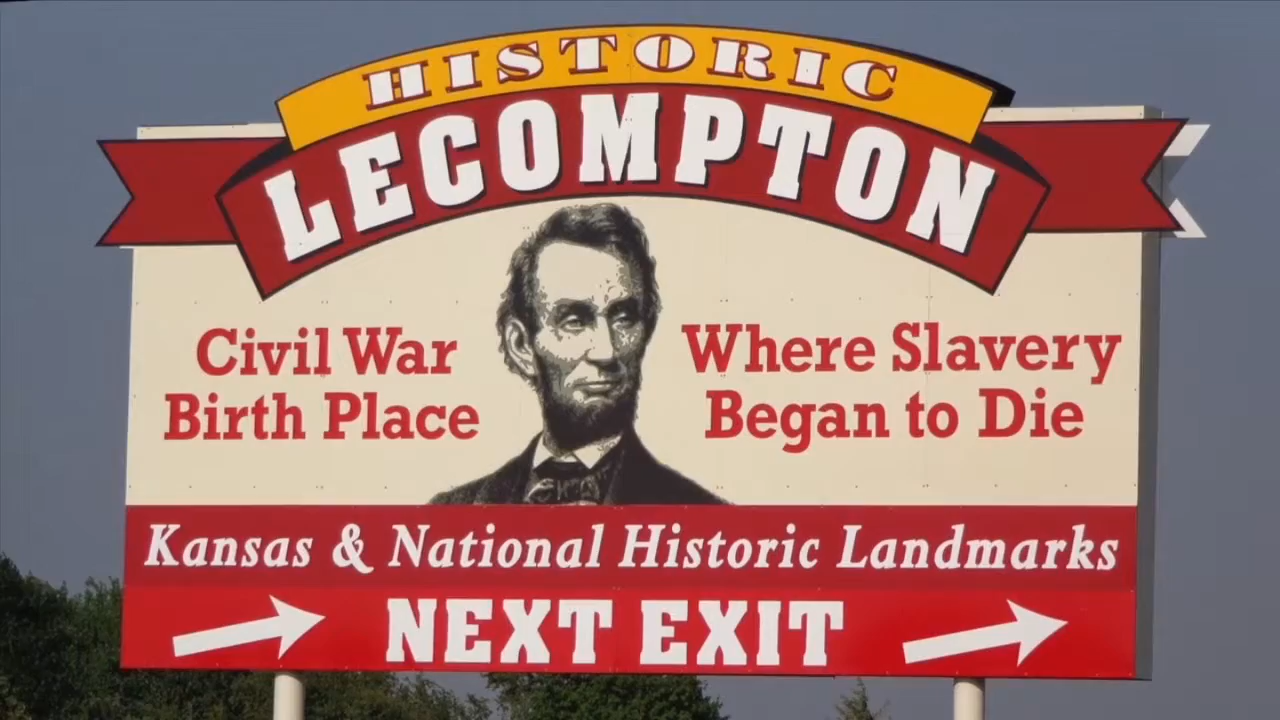 HISTORIC
LECOMPTON
Civil War
Birth Place
Where Slavery
Began to Die
Kansas & National Historic Landmarks
NEXT EXIT